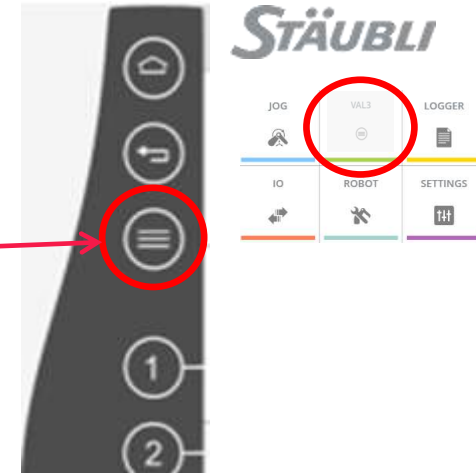 STÄUBLI
JOG
VAL3
LOGGER
IO
ROBOT
SETTINGS
1
2